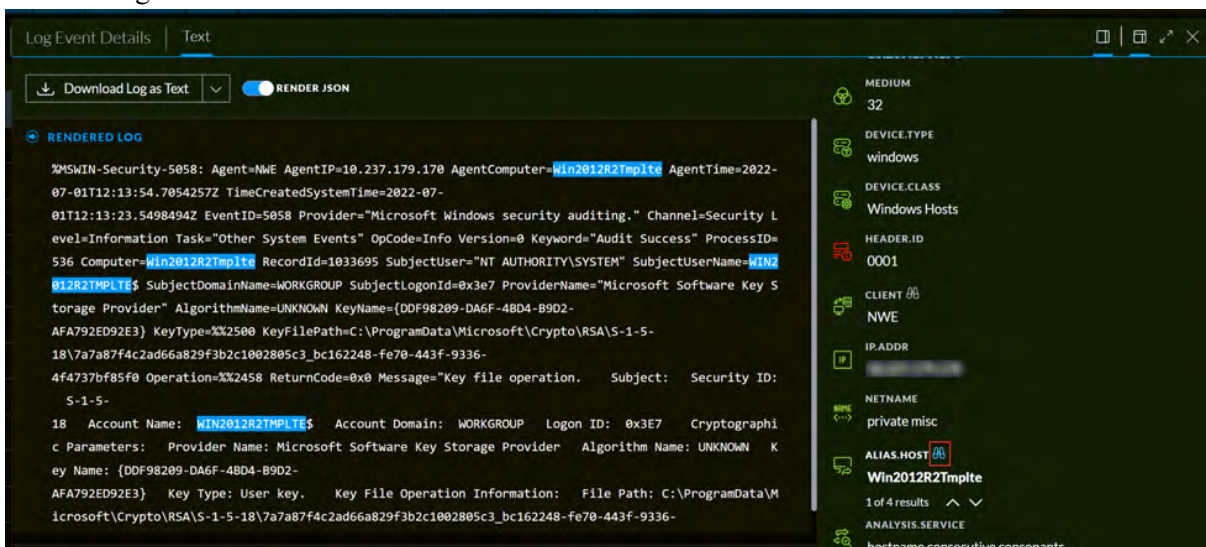 Log Event Details | Text
Download Log as Text
RENDER JSON
RENDERED LOG
%MSWIN-Security-5058: Agent=NWE AgentIP=10.237.179.170 AgentComputer=Win2012R2Tmplte AgentTime=2022-
07-01T12:13:54.7054257Z TimeCreatedSystemTime=2022-07-
01T12:13:23.5498494Z EventID=5058 Provider="Microsoft Windows security auditing." Channel=Security L
evel=Information Task="Other System Events" OpCode=Info Version=0 Keyword="Audit Success" ProcessID=
536 Computer=Win2012R2Tmplte RecordId=1033695 SubjectUser="NT AUTHORITY\SYSTEM" SubjectUserName=WIN2
012R2TMPLTE$ SubjectDomainName=WORKGROUP SubjectLogonId=0x3e7 ProviderName="Microsoft Software Key S
torage Provider" AlgorithmName=UNKNOWN KeyName={DDF98209-DA6F-4BD4-B9D2-
AFA792ED92E3} KeyType=%%2500 KeyFilePath=C:\ProgramData\Microsoft\Crypto\RSA\S-1-5-
18\7a7a87f4c2ad66a829f3b2c1002805c3_bc162248-fe70-443f-9336-
4f4737bf85f0 Operation=%%2458 ReturnCode=0x0 Message="Key file operation. Subject: Security ID:
S-1-5-
18 Account Name: WIN2012R2TMPLTE$ Account Domain: WORKGROUP Logon ID: 0x3E7 Cryptographi
c Parameters: Provider Name: Microsoft Software Key Storage Provider Algorithm Name: UNKNOWN K
ey Name: {DDF98209-DA6F-4BD4-B9D2-
AFA792ED92E3} Key Type: User key. Key File Operation Information: File Path: C:\ProgramData\M
icrosoft\Crypto\RSA\S-1-5-18\7a7a87f4c2ad66a829f3b2c1002805c3_bc162248-fe70-443f-9336-
MEDIUM
32
DEVICE.TYPE
windows
DEVICE.CLASS
Windows Hosts
HEADER.ID
0001
CLIENT
NWE
IP
IP.ADDR
NAME
NETNAME
private misc
ALIAS.HOST
Win2012R2Tmplte
1 of 4 results
ANALYSIS.SERVICE
hostname consecutive consonants